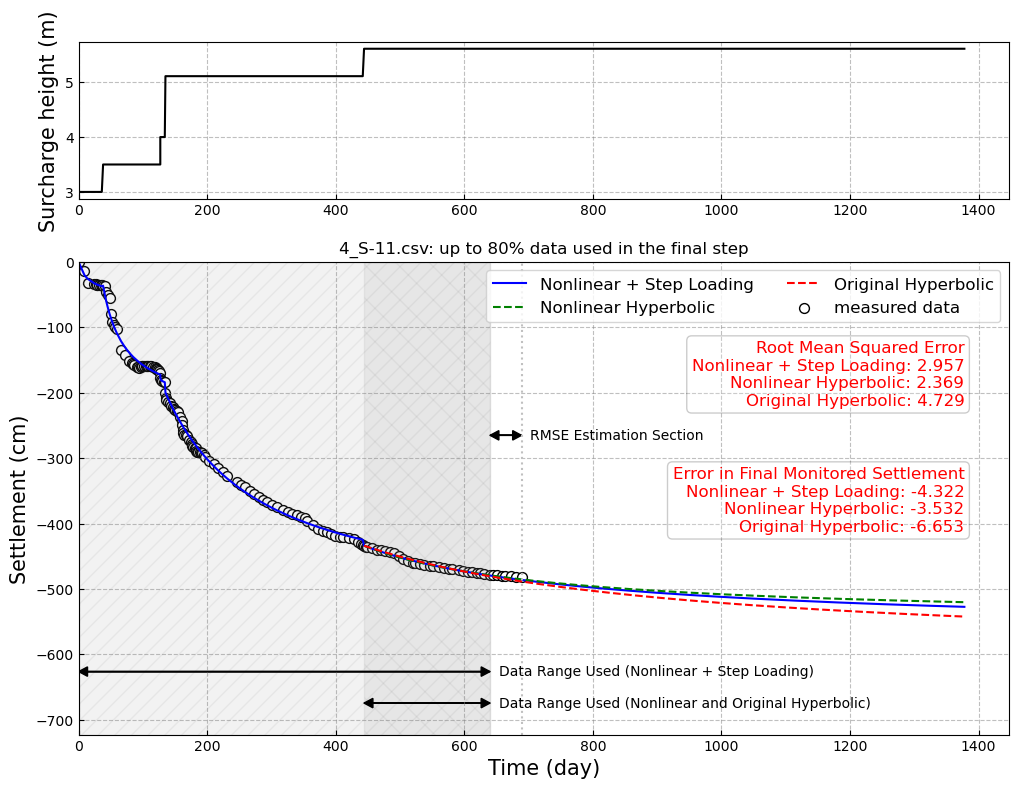 Surcharge height (m)
5
4
3
0 200 400 600 800 1000 1200 1400
4_S-11.csv: up to 80% data used in the final step
Settlement (cm)
0
−100
−200
−300
−400
−500
−600
−700
Nonlinear + Step Loading
Nonlinear Hyperbolic
Original Hyperbolic
measured data
Root Mean Squared Error
Nonlinear + Step Loading: 2.957
Nonlinear Hyperbolic: 2.369
Original Hyperbolic: 4.729
RMSE Estimation Section
Error in Final Monitored Settlement
Nonlinear + Step Loading: -4.322
Nonlinear Hyperbolic: -3.532
Original Hyperbolic: -6.653
Data Range Used (Nonlinear + Step Loading)
Data Range Used (Nonlinear and Original Hyperbolic)
0 200 400 600 800 1000 1200 1400
Time (day)